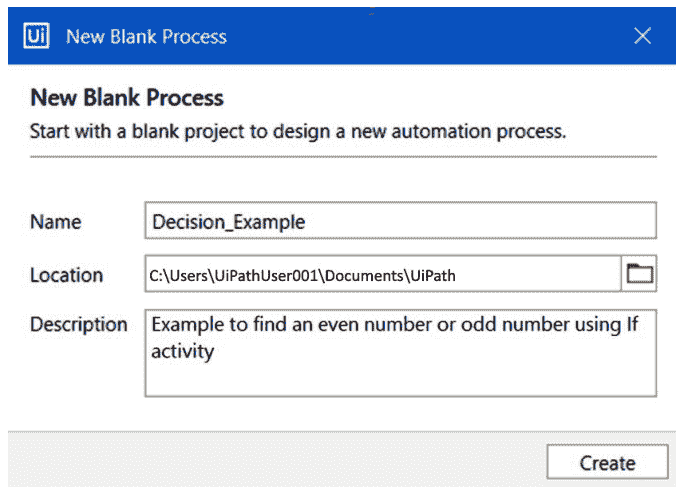 Ui New Blank Process
New Blank Process
Start with a blank project to design a new automation process.
Name Decision_Example
Location C:\Users\UiPathUser001\Documents\UiPath
Description Example to find an even number or odd number using If
activity
Create